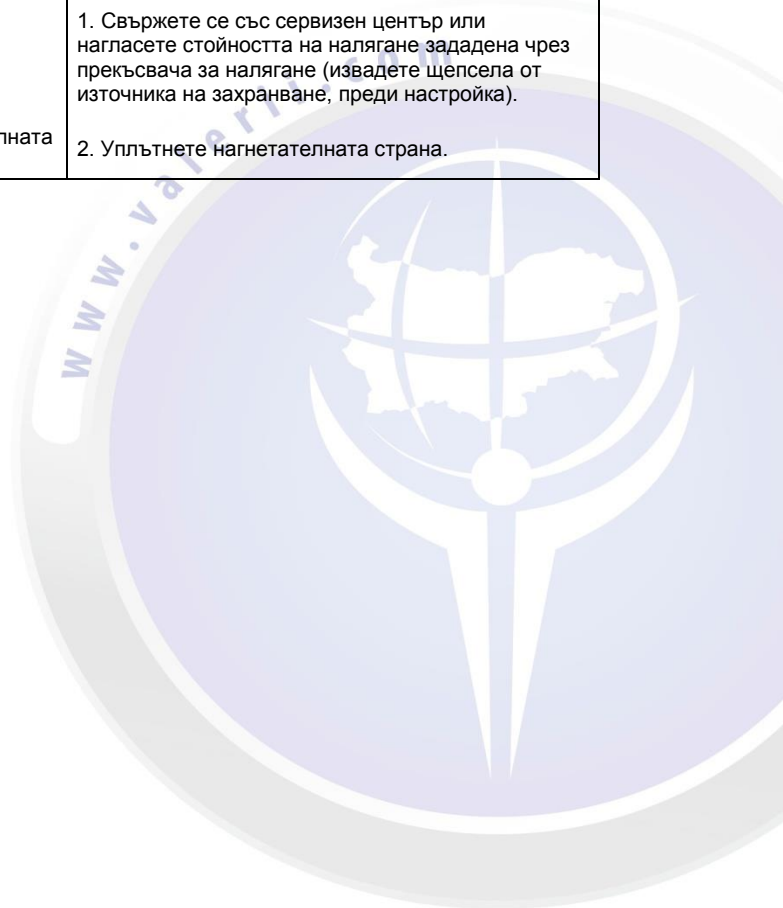 1. Свържете се със сервизен център или
нагласете стойността на налягане зададена чрез
прекъсвача за налягане (извадете щепсела от
източника на захранване, преди настройка).
лната
2. Уплътнете нагнетателната страна.
www.valerii.com